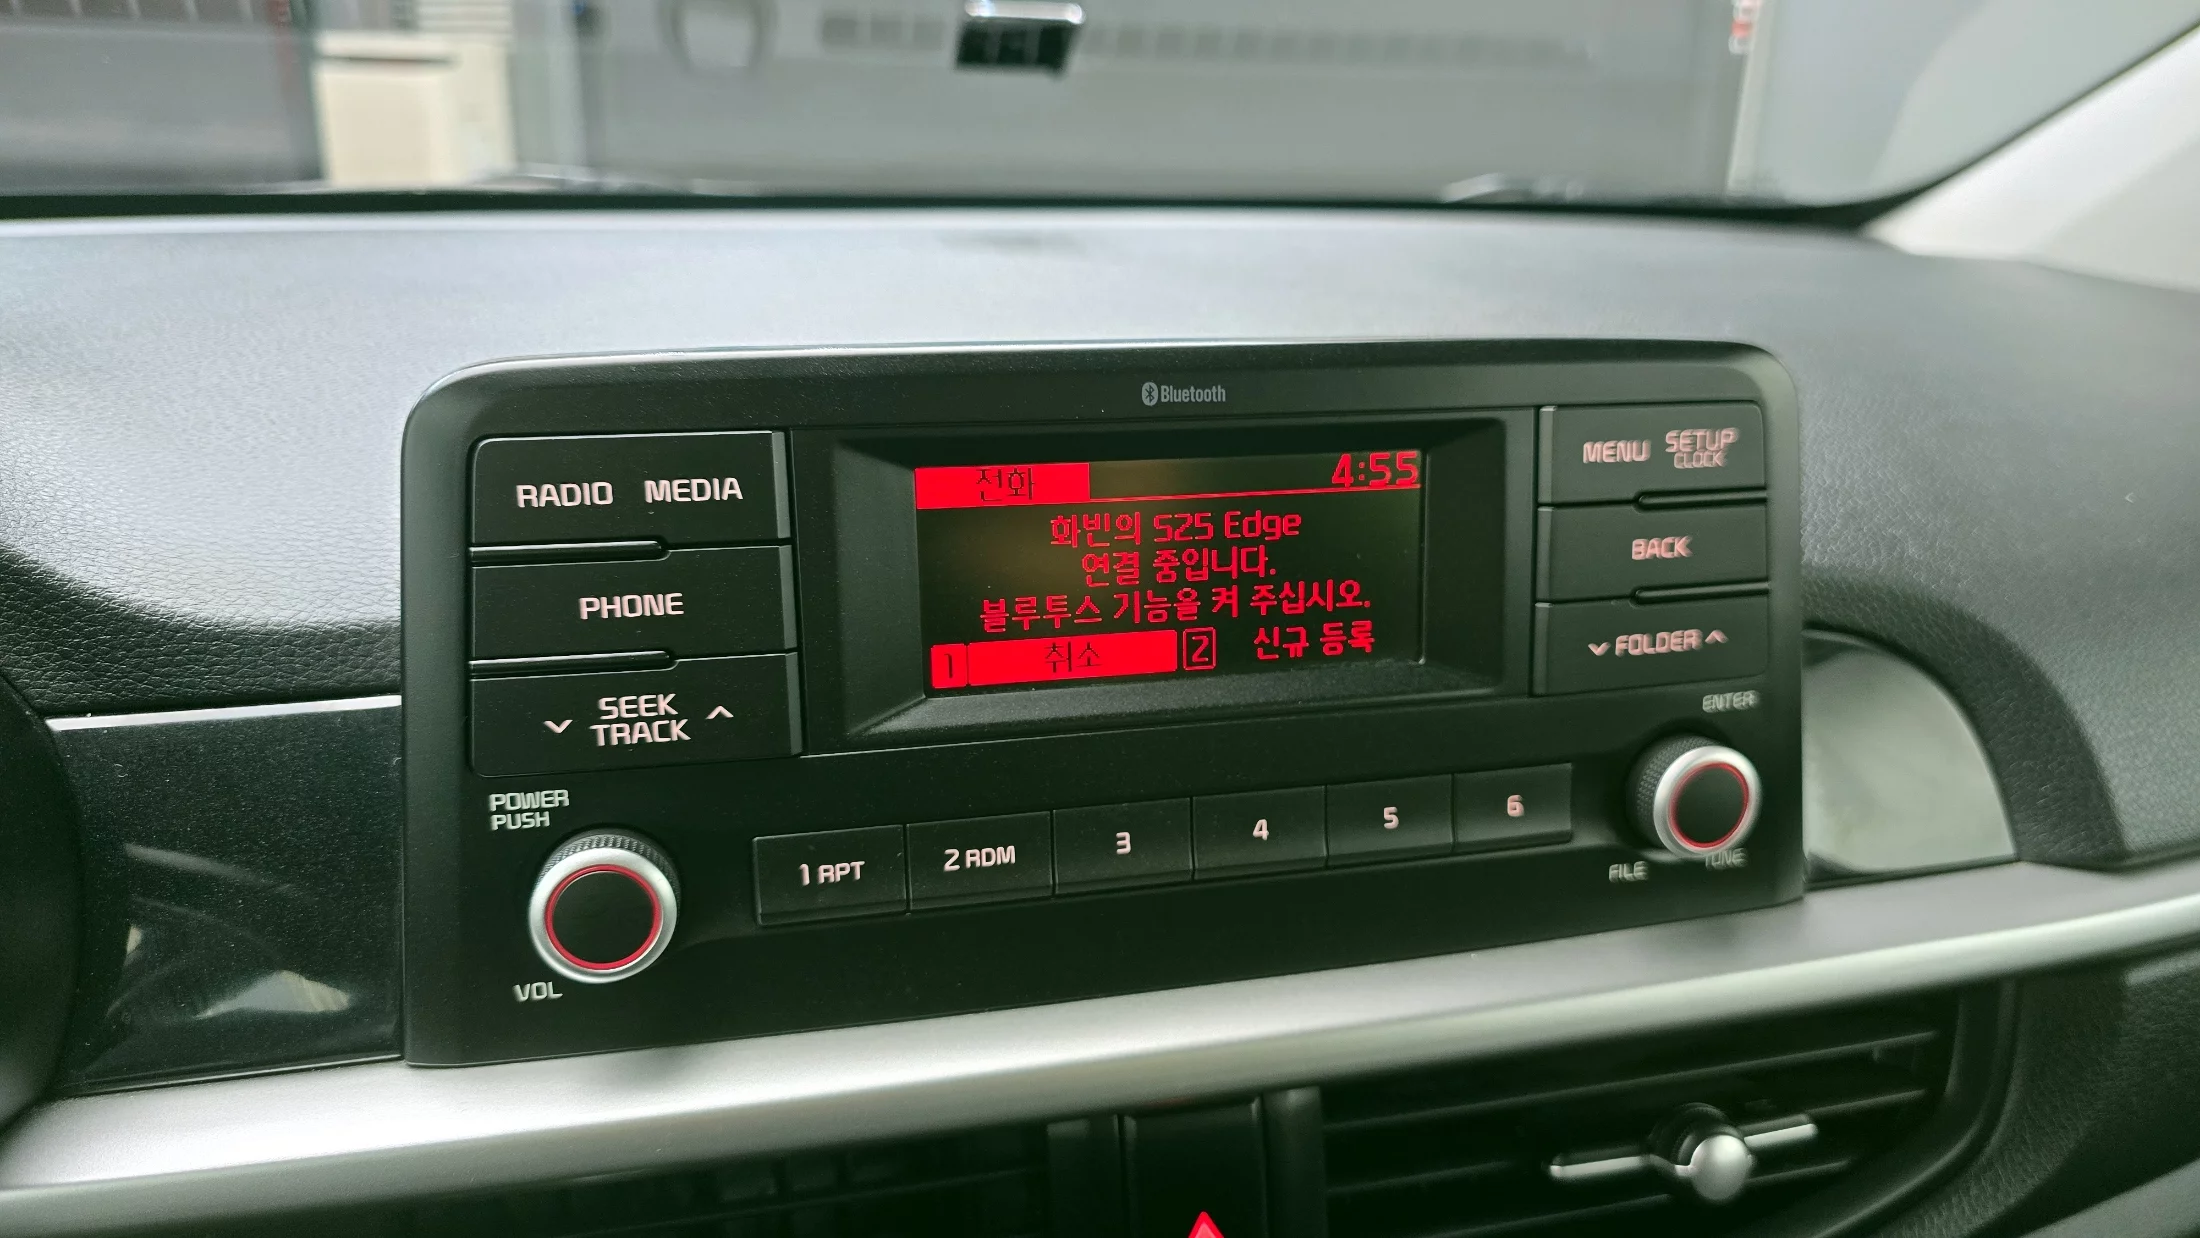 Bluetooth
RADIO MEDIA
PHONE
SEEK
TRACK
POWER
PUSH
VOL
전화 4:55
화빈의 S25 Edge
연결 중입니다.
블루투스 기능을 켜 주십시오.
1 취소 2 신규 등록
MENU SETUP
CLOCK
BACK
FOLDER
ENTER
FILE TUNE
1 RPT 2 RDM 3 4 5 6